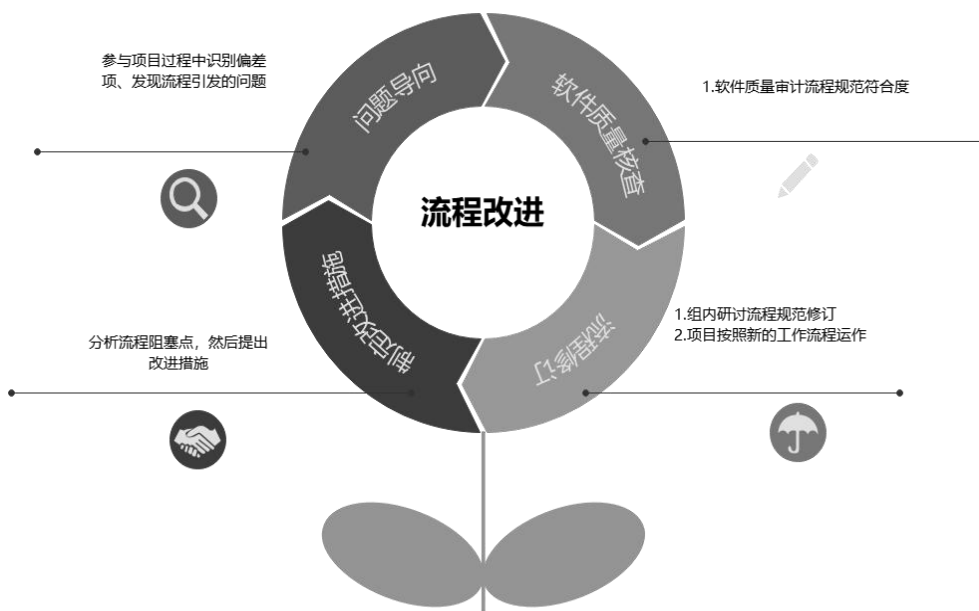 参与项目过程中识别偏差
项、发现流程引发的问题
问题导向
软件质量核查
1.软件质量审计流程规范符合度
流程改进
制定改进措施
分析流程阻塞点，然后提出
改进措施
流程修订
1.组内研讨流程规范修订
2.项目按照新的工作流程运作